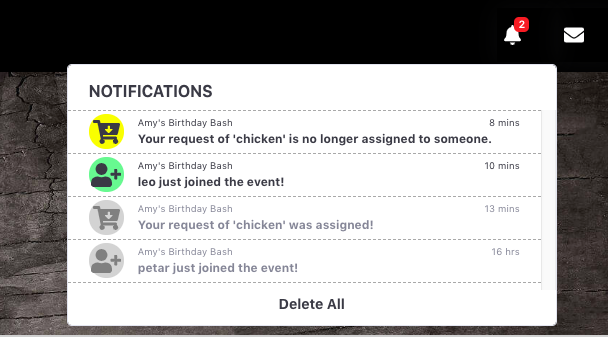 2
NOTIFICATIONS
Amy's Birthday Bash 8 mins
Your request of 'chicken' is no longer assigned to someone.
Amy's Birthday Bash 10 mins
leo just joined the event!
Amy's Birthday Bash 13 mins
Your request of 'chicken' was assigned!
Amy's Birthday Bash 16 hrs
petar just joined the event!
Delete All